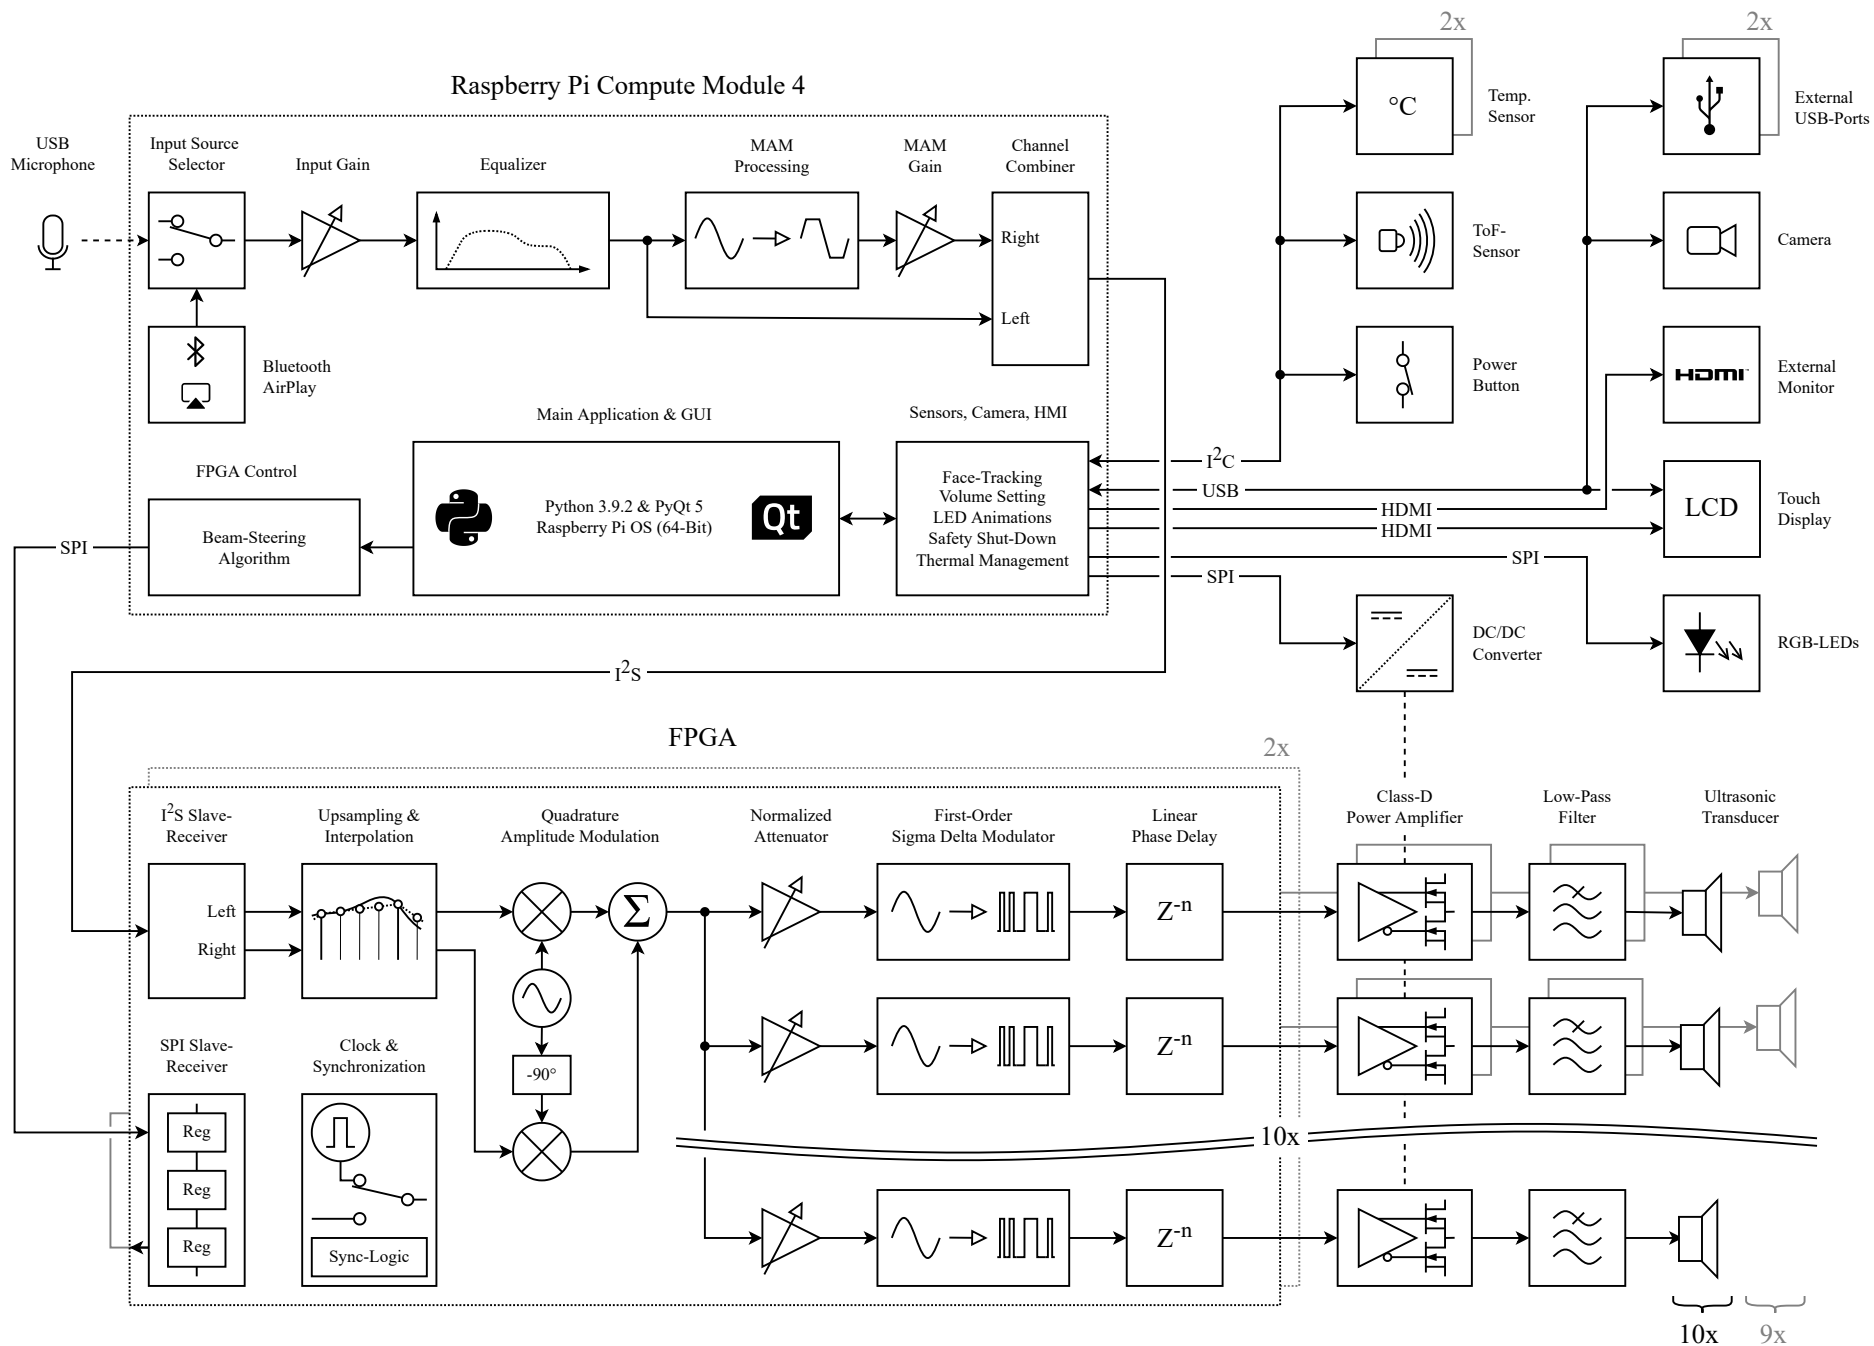 2x
2x
Raspberry Pi Compute Module 4
°C
Temp.
Sensor
External
USB-Ports
USB
Microphone
Input Source
Selector
Input Gain
Equalizer
MAM
Processing
MAM
Gain
Channel
Combiner
Right
Left
ToF-
Sensor
Camera
Bluetooth
AirPlay
Power
Button
HDMI
External
Monitor
Main Application & GUI
Sensors, Camera, HMI
FPGA Control
Beam-Steering
Algorithm
Python 3.9.2 & PyQt 5
Raspberry Pi OS (64-Bit)
Qt
Face-Tracking
Volume Setting
LED Animations
Safety Shut-Down
Thermal Management
I2C
USB
HDMI
HDMI
SPI
SPI
SPI
LCD
Touch
Display
DC/DC
Converter
RGB-LEDs
I2S
FPGA
2x
I2S Slave-
Receiver
Upsampling &
Interpolation
Quadrature
Amplitude Modulation
Normalized
Attenuator
First-Order
Sigma Delta Modulator
Linear
Phase Delay
Class-D
Power Amplifier
Low-Pass
Filter
Ultrasonic
Transducer
Left
Right
Σ
Z-n
Z-n
SPI Slave-
Receiver
Clock &
Synchronization
-90°
Reg
Reg
Reg
Sync-Logic
10x
Z-n
10x
9x